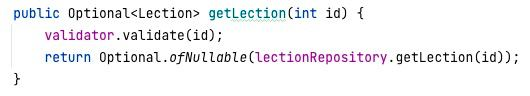 public Optional<Lection> getLection(int id) {
    validator.validate(id);
    return Optional.ofNullable(lectionRepository.getLection(id));
}